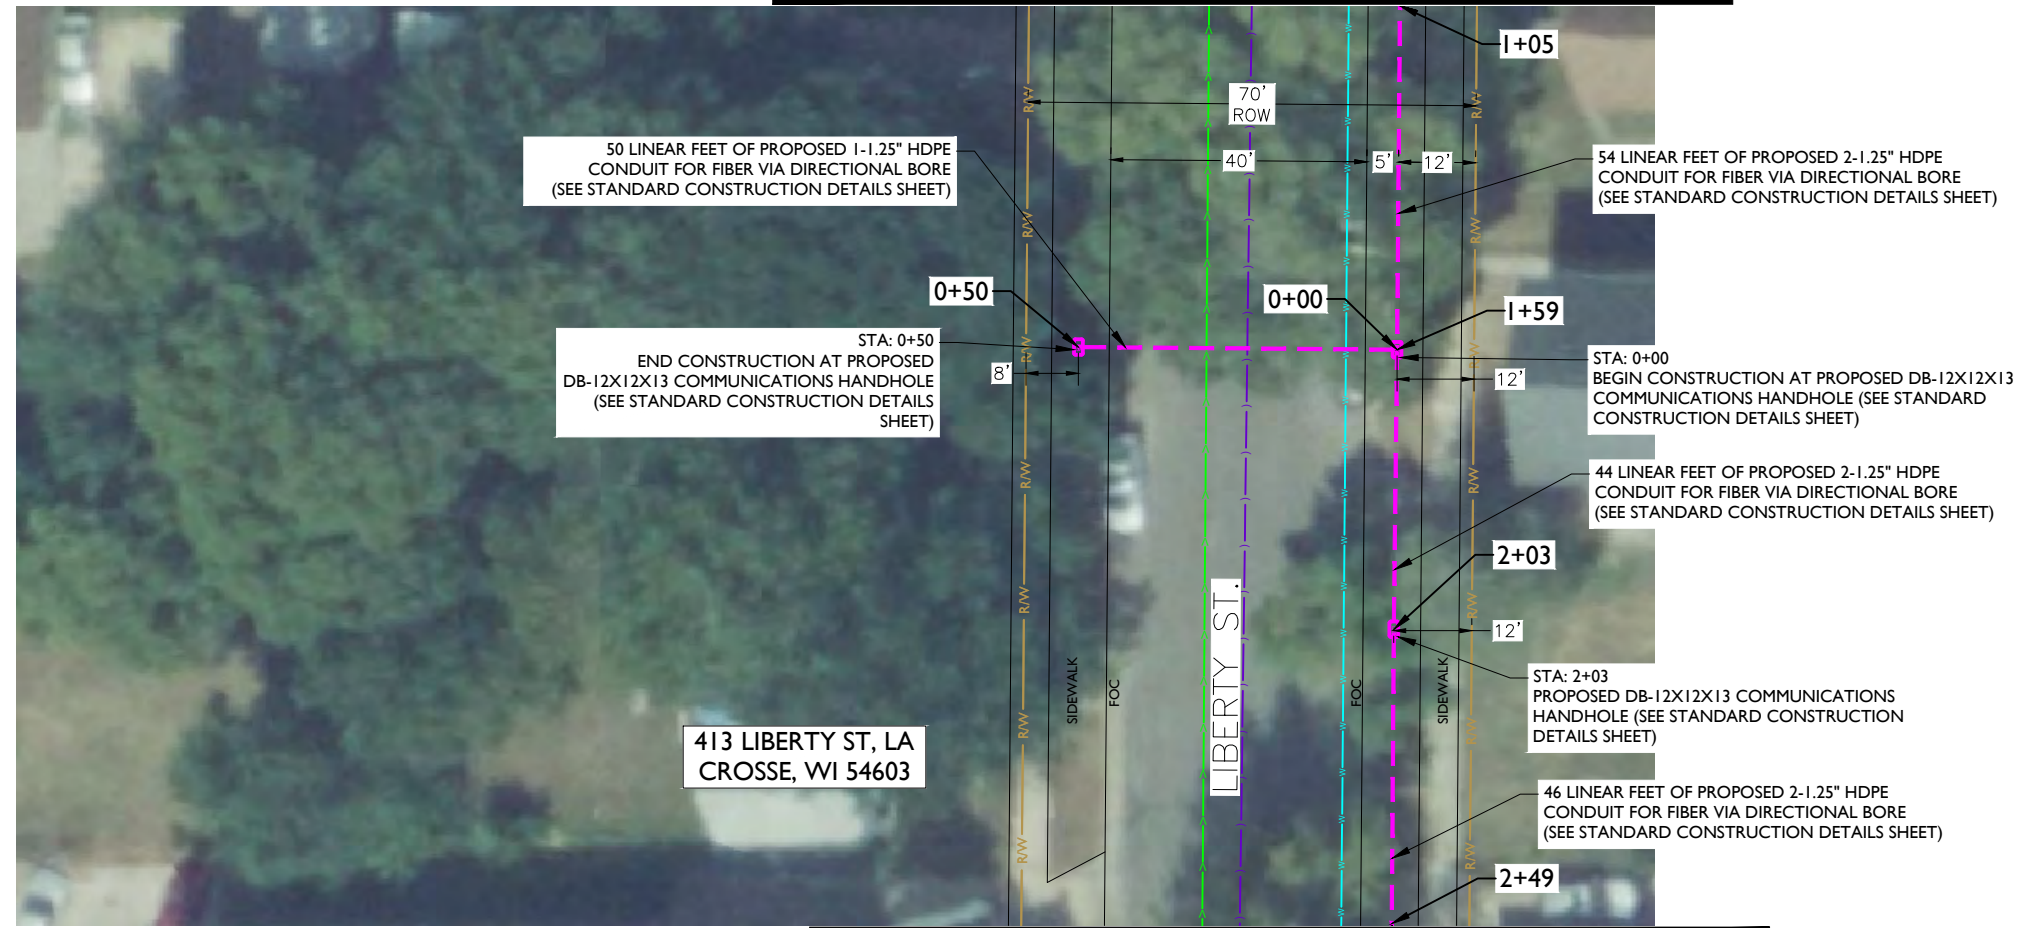 1+05
70'
ROW
50 LINEAR FEET OF PROPOSED 1-1.25" HDPE
CONDUIT FOR FIBER VIA DIRECTIONAL BORE
(SEE STANDARD CONSTRUCTION DETAILS SHEET)
40'
5'
12'
54 LINEAR FEET OF PROPOSED 2-1.25" HDPE
CONDUIT FOR FIBER VIA DIRECTIONAL BORE
(SEE STANDARD CONSTRUCTION DETAILS SHEET)
0+50
0+00
1+59
STA: 0+50
END CONSTRUCTION AT PROPOSED
DB-12X12X13 COMMUNICATIONS HANDHOLE
(SEE STANDARD CONSTRUCTION DETAILS
SHEET)
8'
12'
STA: 0+00
BEGIN CONSTRUCTION AT PROPOSED DB-12X12X13
COMMUNICATIONS HANDHOLE (SEE STANDARD
CONSTRUCTION DETAILS SHEET)
44 LINEAR FEET OF PROPOSED 2-1.25" HDPE
CONDUIT FOR FIBER VIA DIRECTIONAL BORE
(SEE STANDARD CONSTRUCTION DETAILS SHEET)
2+03
12'
STA: 2+03
PROPOSED DB-12X12X13 COMMUNICATIONS
HANDHOLE (SEE STANDARD CONSTRUCTION
DETAILS SHEET)
413 LIBERTY ST, LA
CROSSE, WI 54603
SIDEWALK
FOC
LIBERTY ST.
FOC
SIDEWALK
46 LINEAR FEET OF PROPOSED 2-1.25" HDPE
CONDUIT FOR FIBER VIA DIRECTIONAL BORE
(SEE STANDARD CONSTRUCTION DETAILS SHEET)
2+49
R/W
R/W
R/W
R/W
R/W
R/W
R/W
R/W
R/W
R/W
R/W
R/W
R/W
R/W
W
W
W
W
W
W
W
W